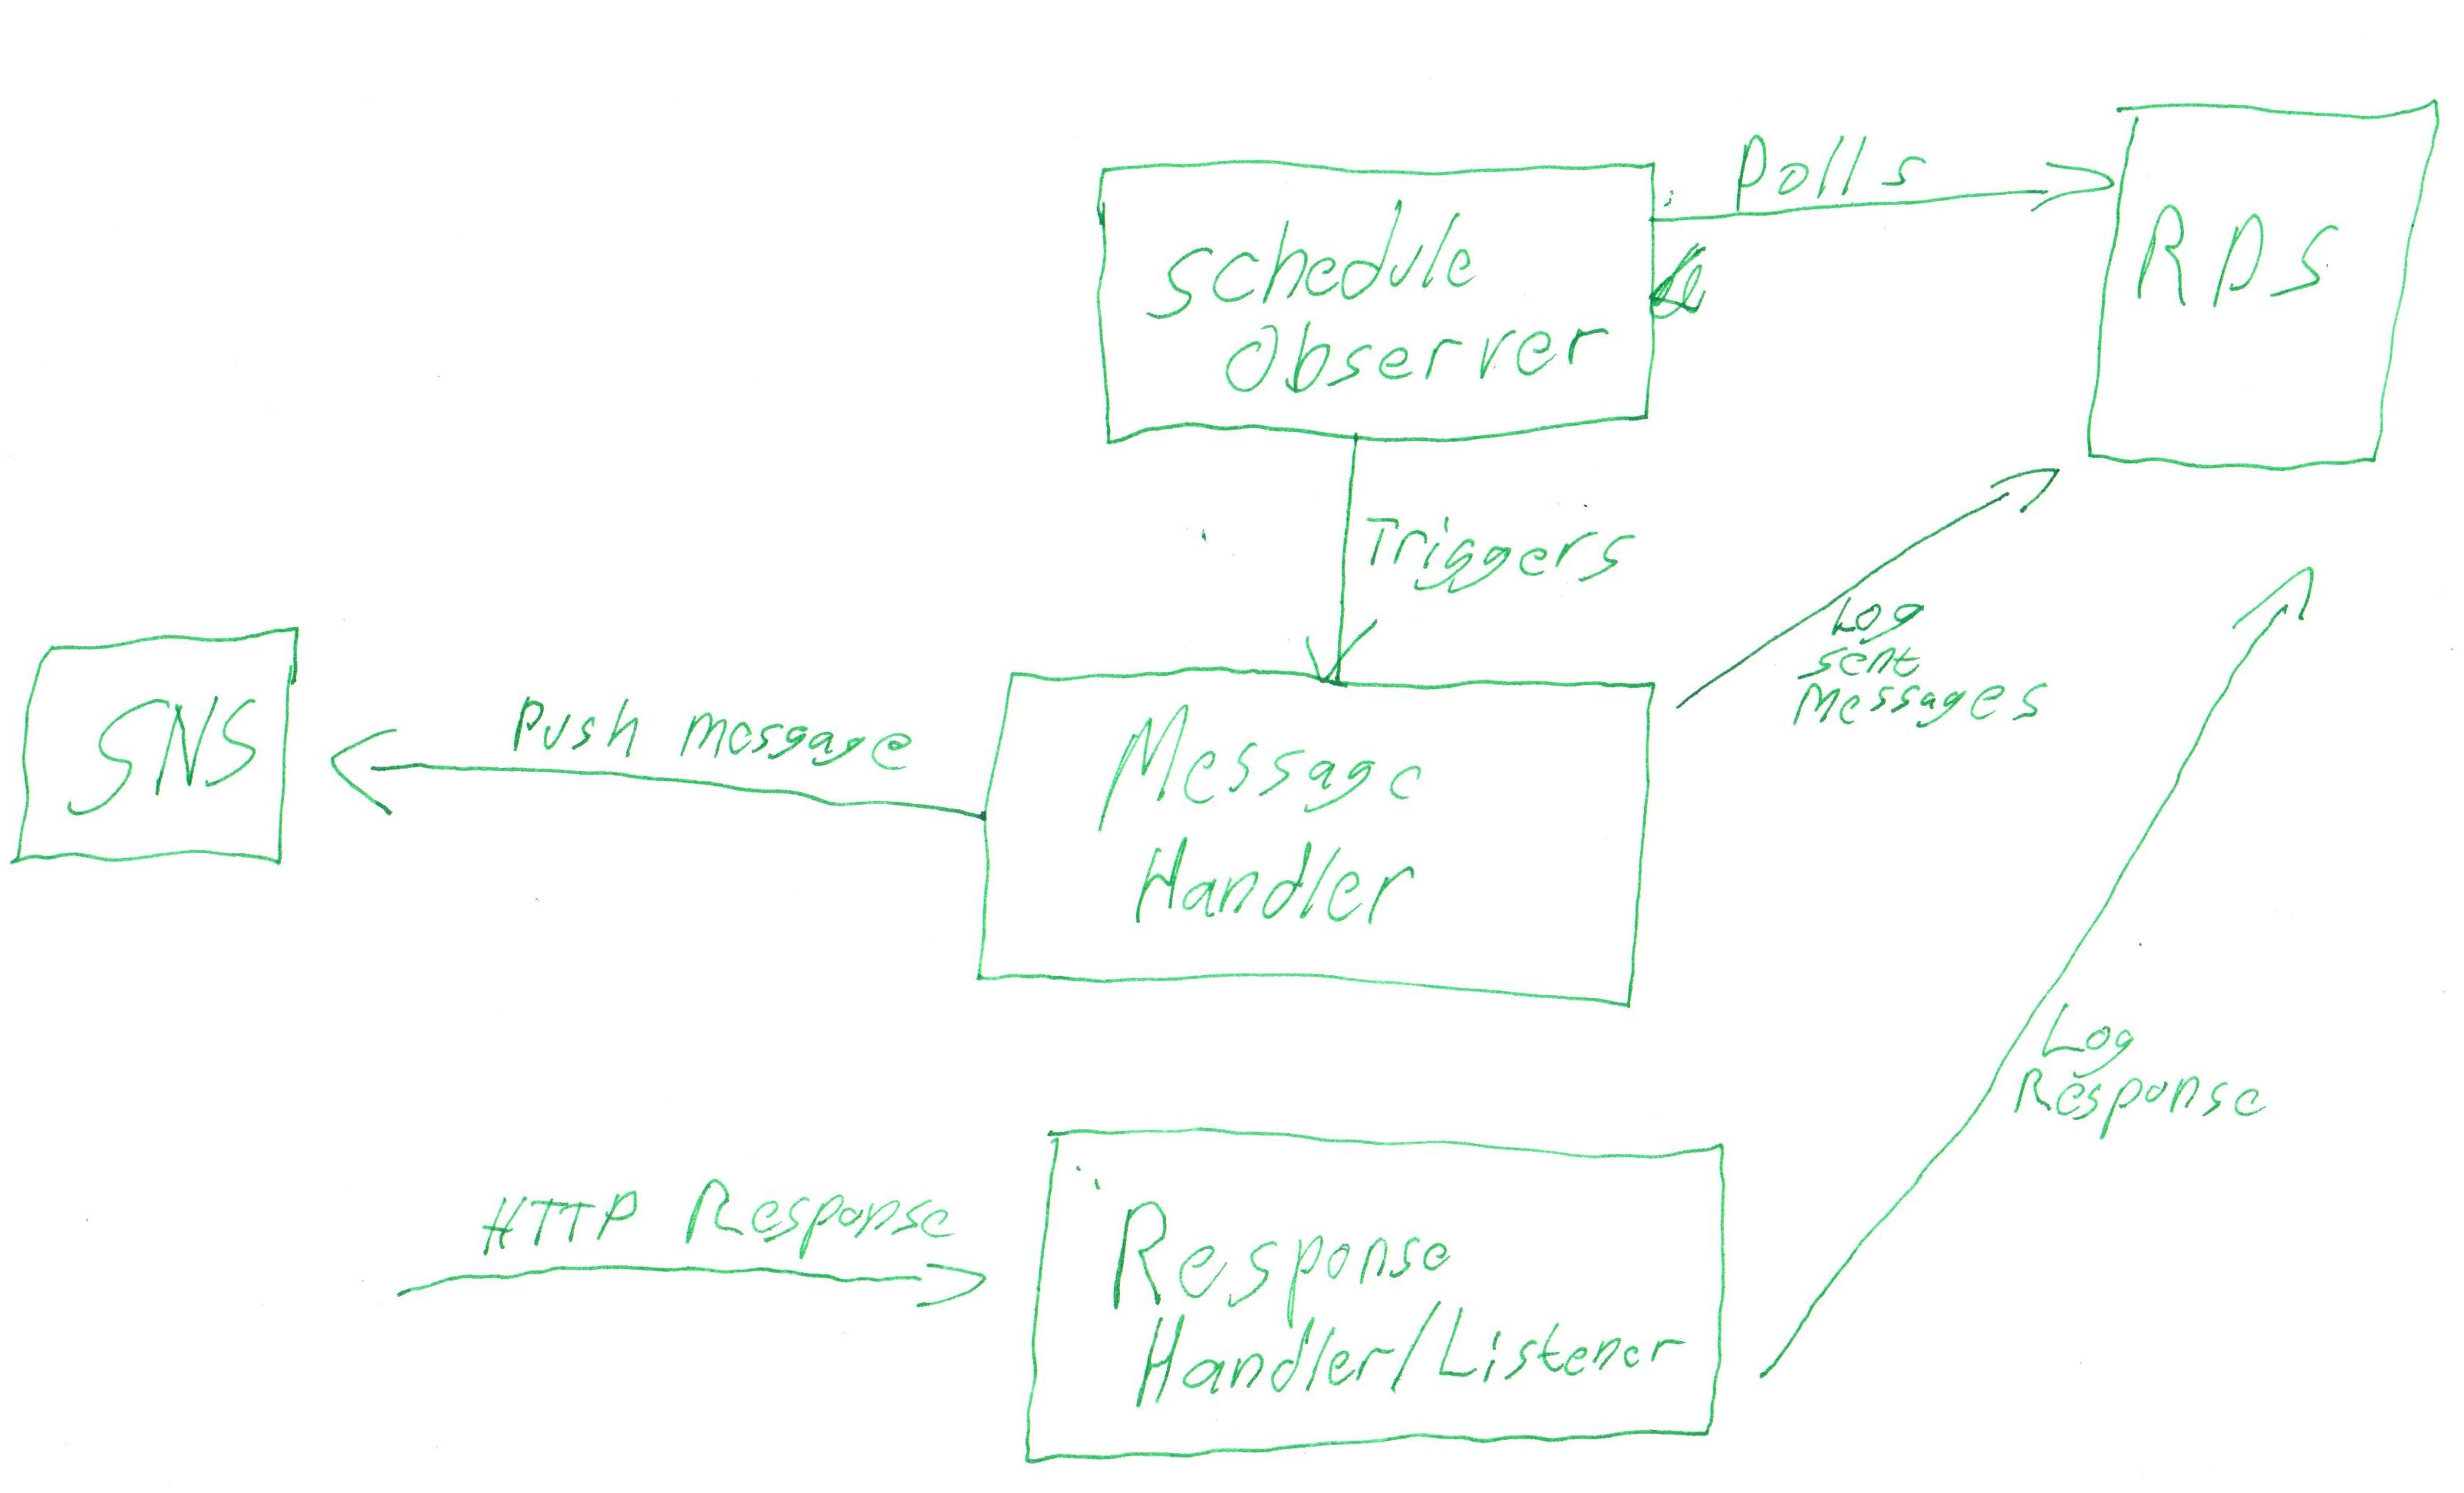 Polls
RDS
Schedule
Observer
Triggers
Log
Sent
Messages
SNS
Push Message
Message
Handler
Log
Response
HTTP Response
Response
Handler/Listener